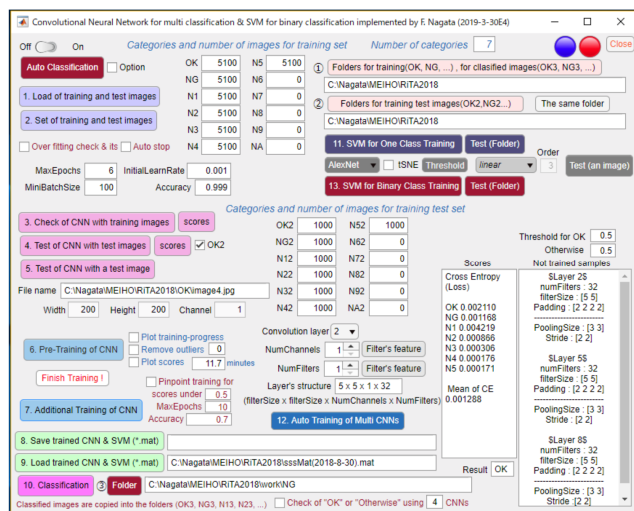 Convolutional Neural Network for multi classification & SVM for binary classification implemented by F. Nagata (2019-3-30E4)
Off On Categories and number of images for training set Number of categories 7 Close
Auto Classification Option
OK 5100 N5 5100
NG 5100 N6 0
N1 5100 N7 0
N2 5100 N8 0
N3 5100 N9 0
N4 5100 NA 0
① Folders for training(OK, NG, ...) , for cllasified images(OK3, NG3, ...)
C:\Nagata\MEIHO\RiTA2018
② Folders for training test images(OK2,NG2...) The same folder
C:\Nagata\MEIHO\RiTA2018
1. Load of training and test images
2. Set of training and test images
Over fitting check & its Auto stop
MaxEpochs 6 InitialLearnRate 0.001
MiniBatchSize 100 Accuracy 0.999
11. SVM for One Class Training Test (Folder)
AlexNet tSNE Threshold linear Order 3 Test (an image)
13. SVM for Binary Class Training Test (Folder)
Categories and number of images for training test set
3. Check of CNN with training images scores
4. Test of CNN with test images scores OK2
5. Test of CNN with a test image
OK2 1000 N52 1000
NG2 1000 N62 0
N12 1000 N72 0
N22 1000 N82 0
N32 1000 N92 0
N42 1000 NA2 0
Threshold for OK 0.5
Otherwise 0.5
File name C:\Nagata\MEIHO\RiTA2018\OK\image4.jpg
Width 200 Height 200 Channel 1
6. Pre-Training of CNN
Plot training-progress
Remove outliers 0
Plot scores 11.7 minutes
Finish Training !
Pinpoint training for
scores under 0.5
MaxEpochs 10
Accuracy 0.7
7. Additional Training of CNN
Convolution layer 2
NumChannels 1 Filter's feature
NumFilters 1 Filter's feature
Layer's structure 5 x 5 x 1 x 32
(filterSize x filterSize x NumChannels x NumFilters)
12. Auto Training of Multi CNNs
8. Save trained CNN & SVM (*.mat)
9. Load trained CNN & SVM (*.mat) C:\Nagata\MEIHO\RiTA2018\sssMat(2018-8-30).mat
10. Classification ③ Folder C:\Nagata\MEIHO\RiTA2018\work\NG
Classified images are copied into the folders (OK3, NG3, N13, N23, ...) Check of "OK" or "Otherwise" using 4 CNNs
Scores
Cross Entropy
(Loss)
OK 0.002110
NG 0.001168
N1 0.004219
N2 0.000866
N3 0.000306
N4 0.000176
N5 0.000171
Mean of CE
0.001288
Result OK
Not trained samples
$Layer 2$
numFilters : 32
filterSize : [5 5]
Padding : [2 2 2 2]
------------------------
PoolingSize : [3 3]
Stride : [2 2]
$Layer 5$
numFilters : 32
filterSize : [5 5]
Padding : [2 2 2 2]
------------------------
PoolingSize : [3 3]
Stride : [2 2]
$Layer 8$
numFilters : 32
filterSize : [5 5]
Padding : [2 2 2 2]
------------------------
PoolingSize : [3 3]
Stride :[2 2]